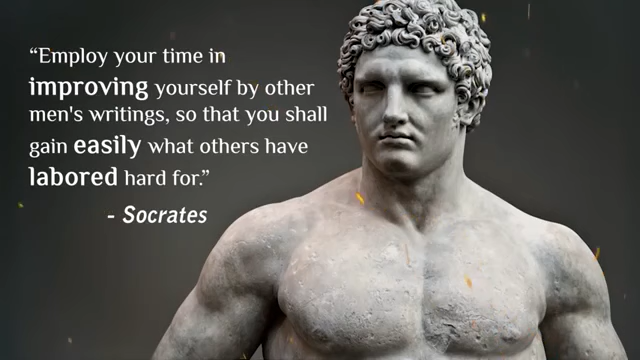 “Employ your time in
improving yourself by other
men's writings, so that you shall
gain easily what others have
labored hard for.”
- Socrates